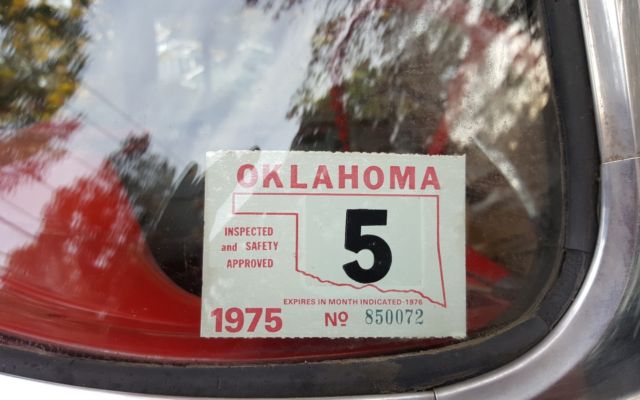 OKLAHOMA
INSPECTED
and SAFETY
APPROVED
5
EXPIRES IN MONTH INDICATED-1976
1975 Nº 850072